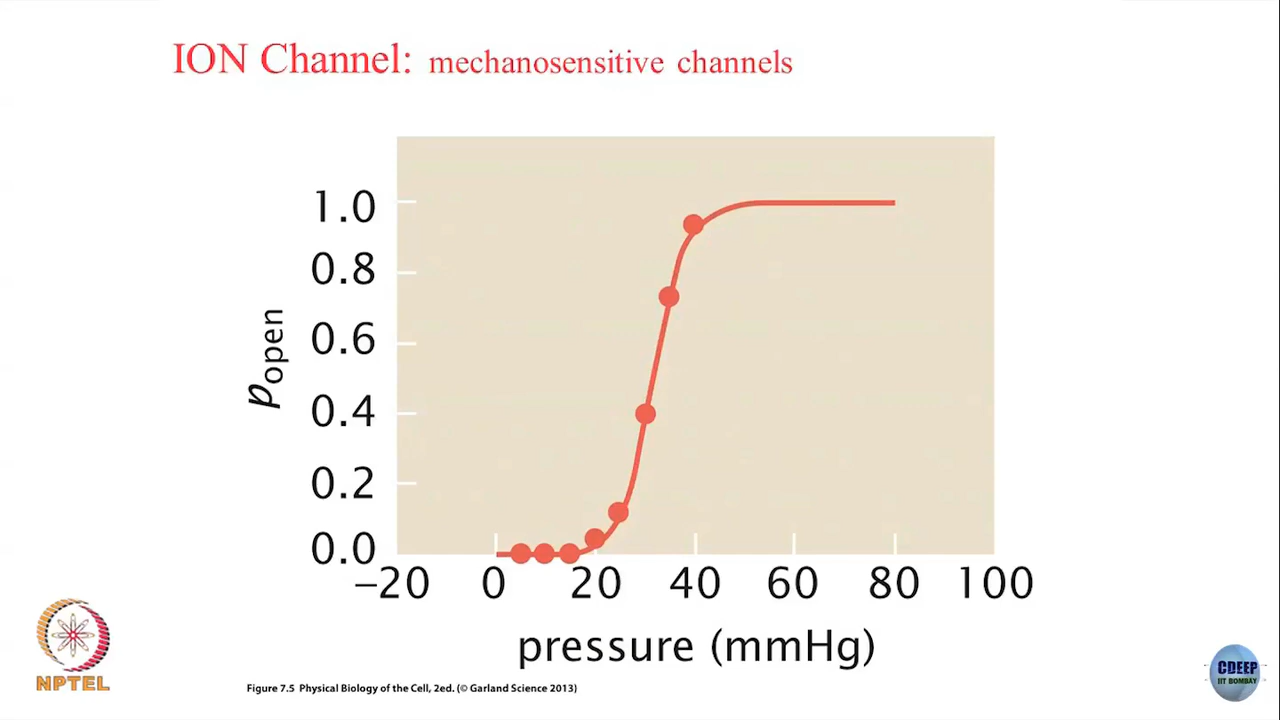 ION Channel: mechanosensitive channels
1.0
0.8
0.6
0.4
0.2
0.0
popen
−20 0 20 40 60 80 100
pressure (mmHg)
NPTEL
Figure 7.5 Physical Biology of the Cell, 2ed. (© Garland Science 2013)
CDEEP
IIT BOMBAY